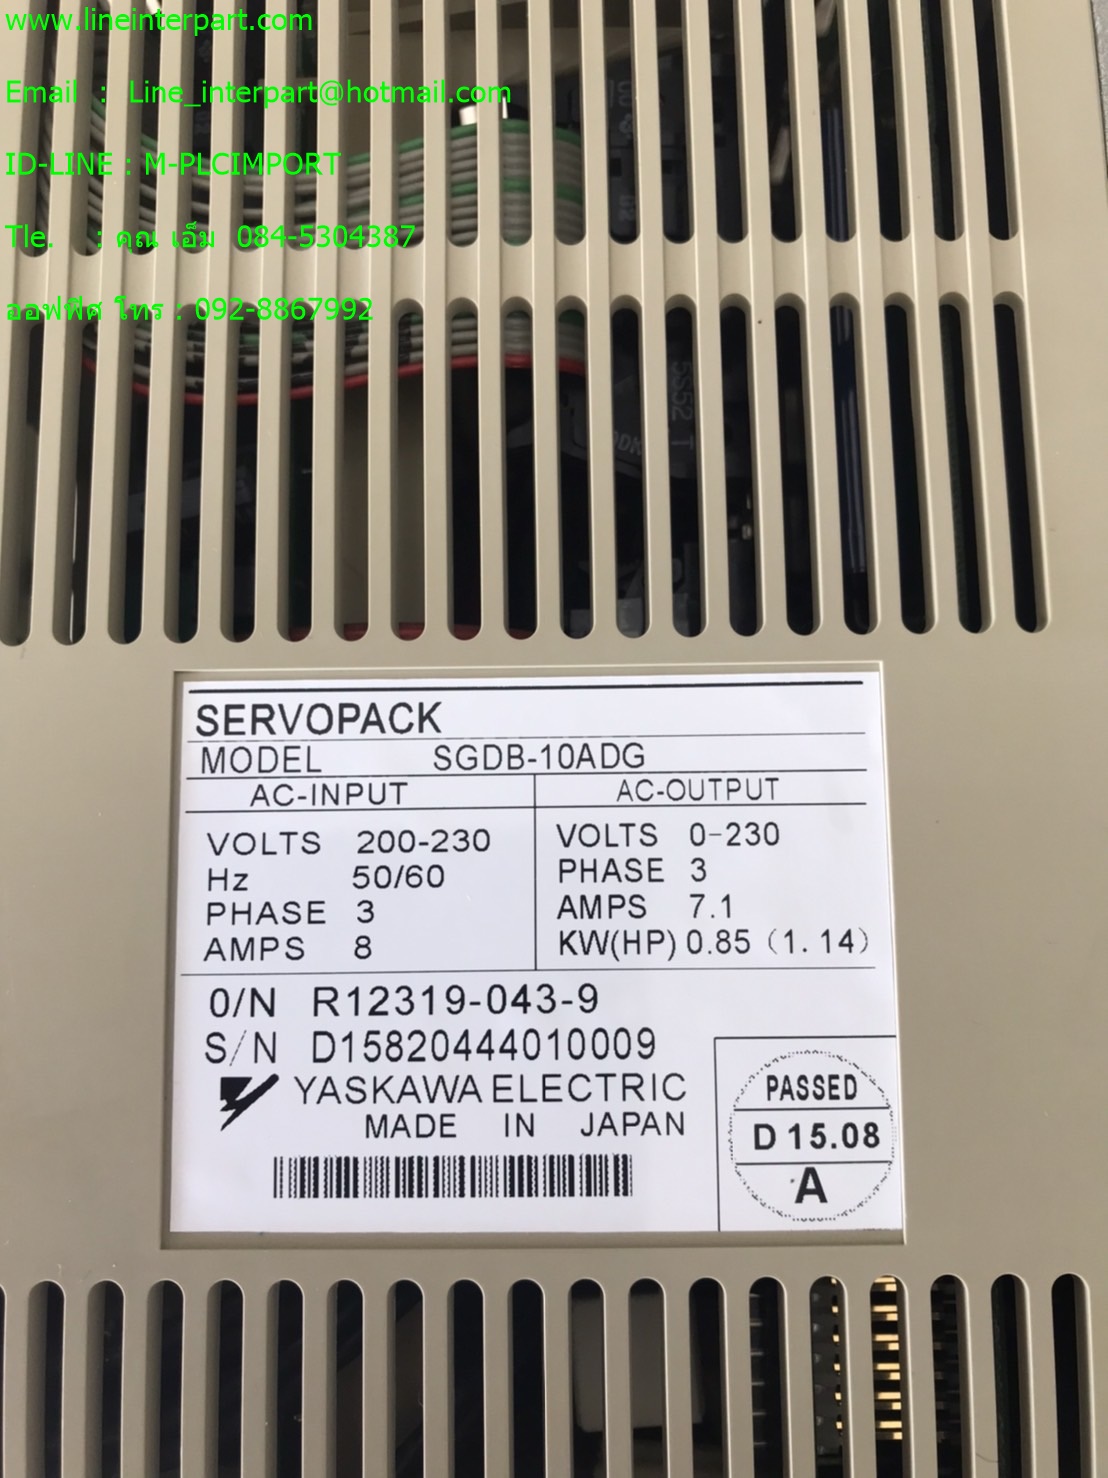 www.lineinterpart.com
Email : Line_interpart@hotmail.com
ID-LINE : M-PLCIMPORT
Tle. : คุณ เอ็ม 084-5304387
ออฟฟิศ โทร : 092-8867992
5S52 T
SERVOPACK
MODEL SGDB-10ADG
AC-INPUT AC-OUTPUT
VOLTS 200-230 VOLTS 0-230
Hz 50/60 PHASE 3
PHASE 3 AMPS 7.1
AMPS 8 KW(HP) 0.85 (1.14)
O/N R12319-043-9
S/N D15820444010009
YASKAWA ELECTRIC
MADE IN JAPAN
PASSED
D 15.08
A